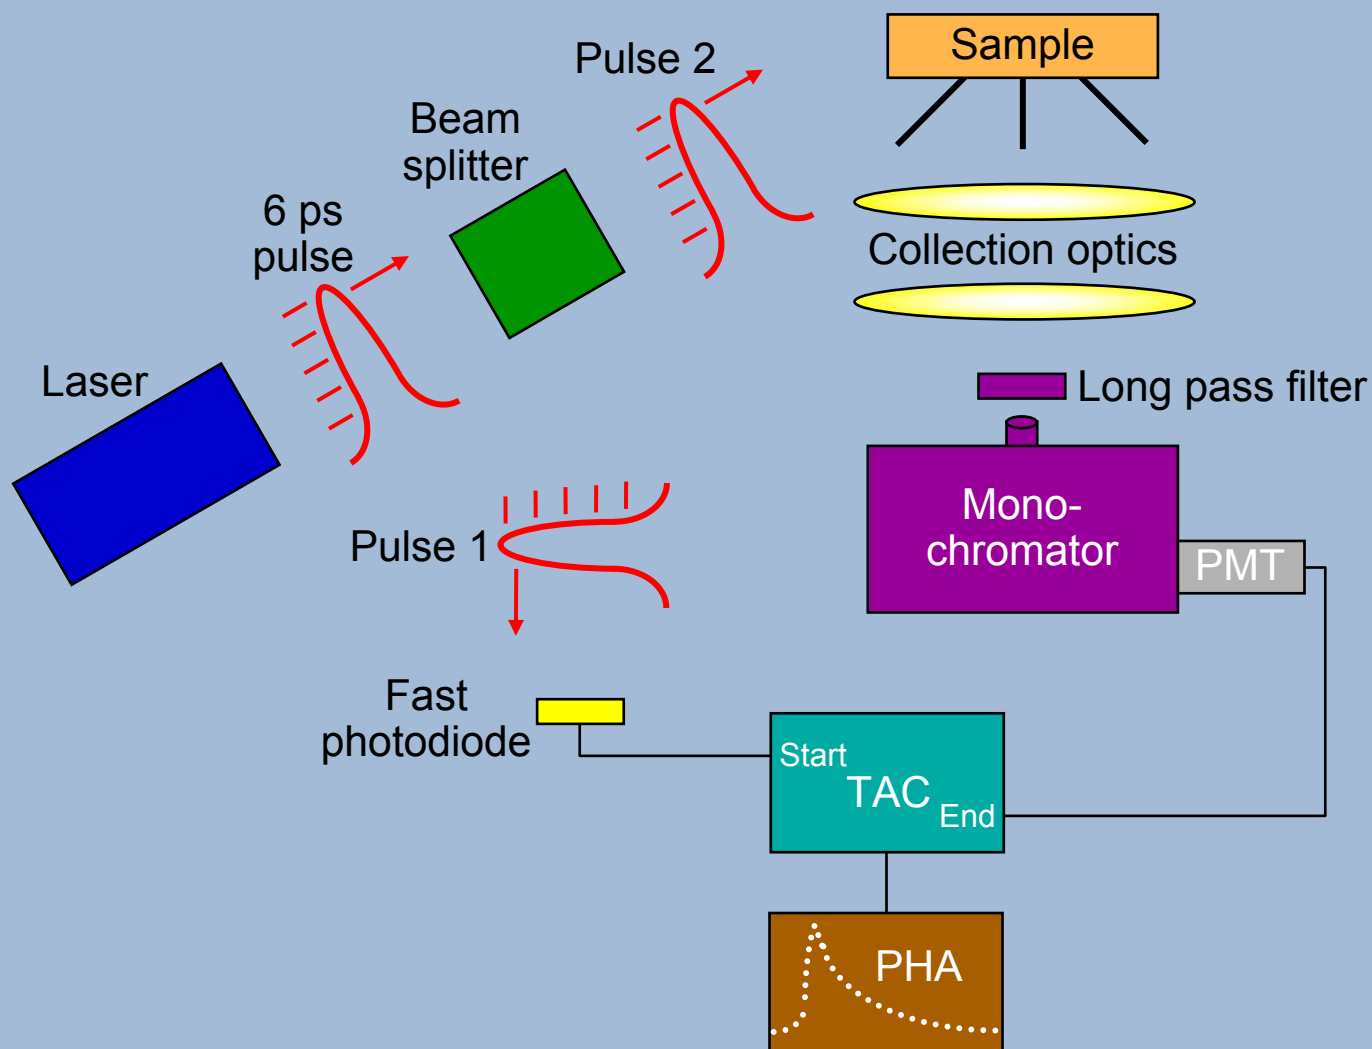 Sample
Pulse 2
Beam
splitter
6 ps
pulse
Collection optics
Laser
Long pass filter
Mono-
chromator
Pulse 1
PMT
Fast
photodiode
Start
TAC
End
PHA